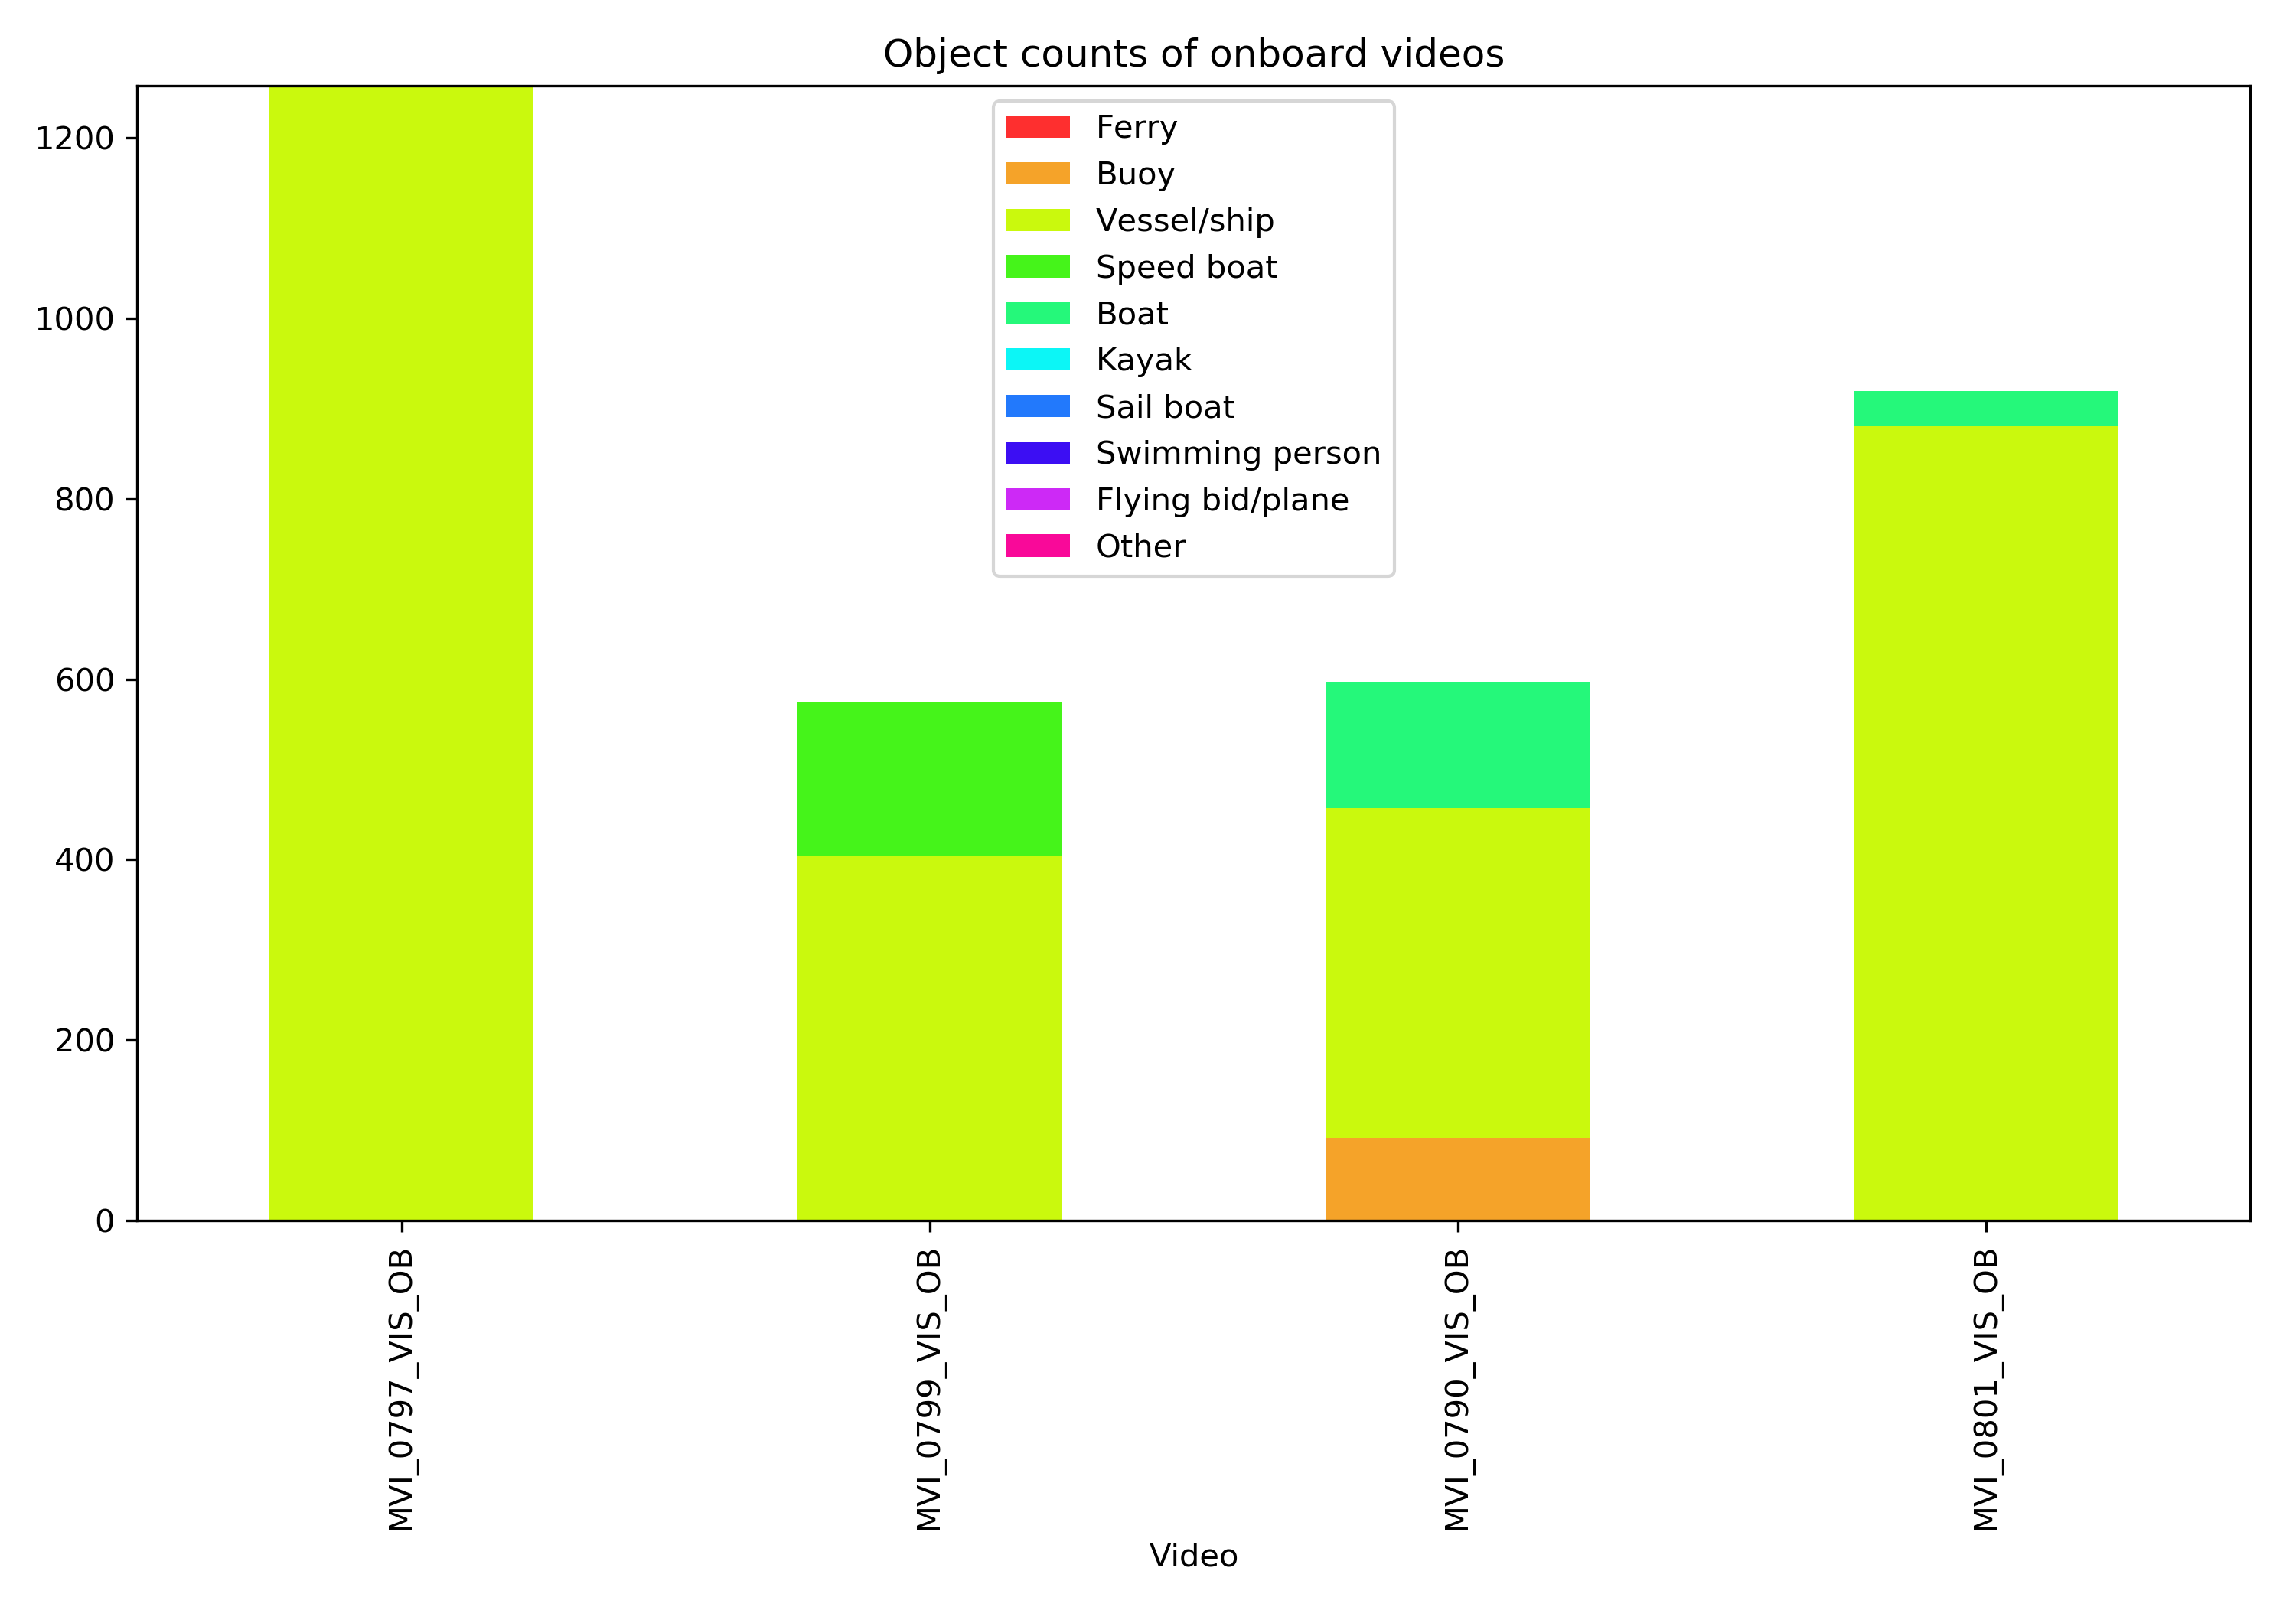 Object counts of onboard videos
1200
1000
800
600
400
200
0
Ferry
Buoy
Vessel/ship
Speed boat
Boat
Kayak
Sail boat
Swimming person
Flying bid/plane
Other
MVI_0797_VIS_OB
MVI_0799_VIS_OB
MVI_0790_VIS_OB
MVI_0801_VIS_OB
Video